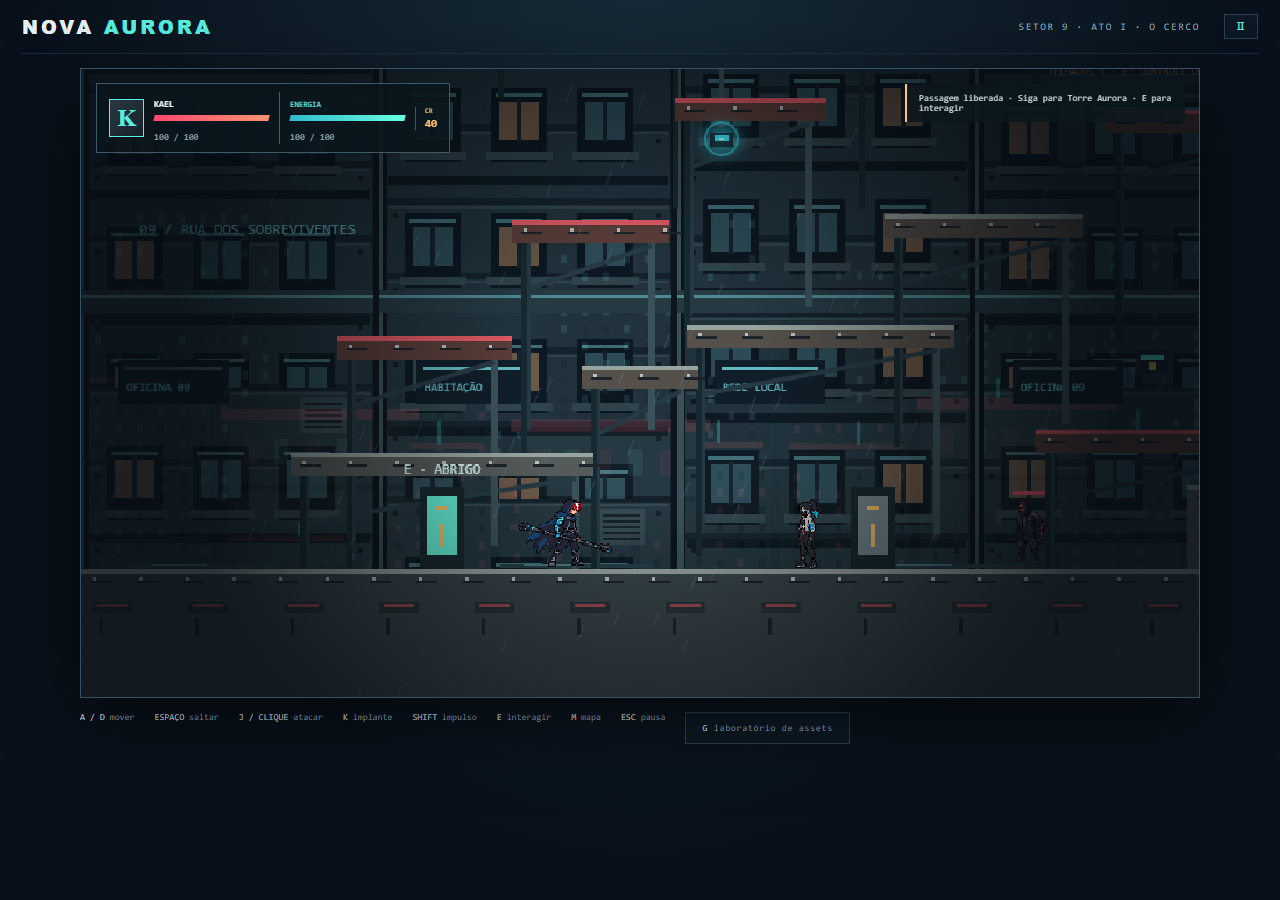 NOVA AURORA
SETOR 9 · ATO I · O CERCO
II
K
KAEL
100 / 100
ENERGIA
100 / 100
CR
40
Passagem liberada · Siga para Torre Aurora · E para
interagir
09 / RUA DOS SOBREVIVENTES
OFICINA 09
HABITAÇÃO
REDE LOCAL
OFICINA 09
E - ABRIGO
A / D mover
ESPAÇO saltar
J / CLIQUE atacar
K implante
SHIFT impulso
E interagir
M mapa
ESC pausa
G laboratório de assets